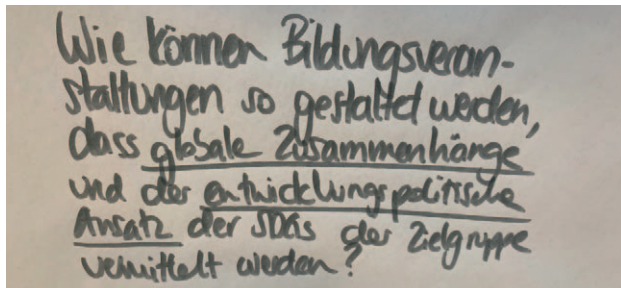 Wie können Bildungsveran-
staltungen so gestaltet werden,
dass globale Zusammenhänge
und der entwicklungspolitische
Ansatz der SDGs der Zielgruppe
vermittelt werden?